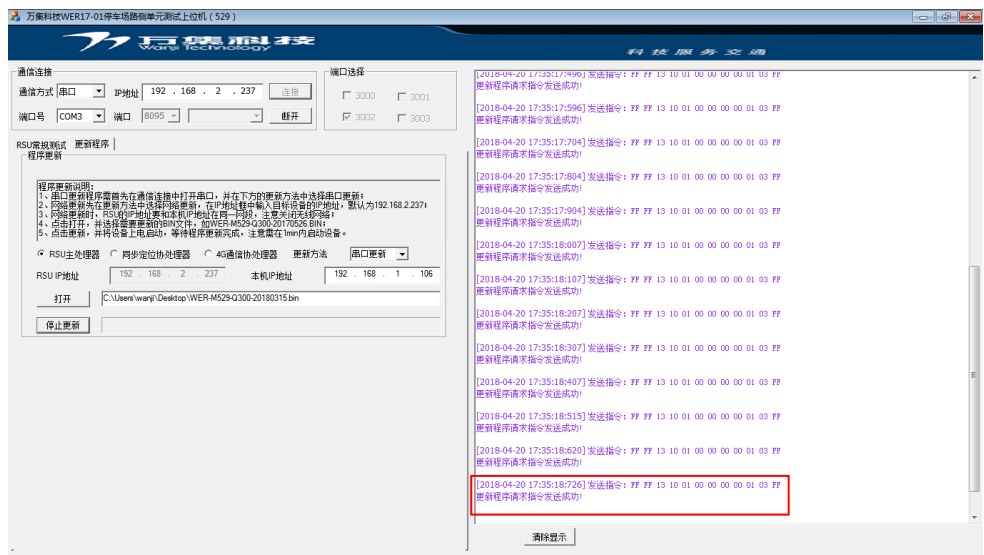 万集科技WER17-01停车场路侧单元测试上位机 ( 529 )
万集科技
Wanji Technology
科技服务交通
通信连接
通信方式 串口 IP地址 192 . 168 . 2 . 237 连接
端口号 COM3 端口 8095 断开
端口选择
3000 3001
3002 3003
RSU常规测试 更新程序
程序更新
程序更新说明:
1、串口更新程序需首先在通信连接中打开串口，并在下方的更新方法中选择串口更新;
2、网络更新先在更新方法中选择网络更新，在IP地址框中输入目标设备的IP地址，默认为192.168.2.237;
3、网络更新时，RSU的IP地址要和本机IP地址在同一网段，注意关闭无线网络;
4、点击打开，并选择需要更新的BIN文件，如WER-M529-Q300-20170526.BIN;
5、点击更新，并将设备上电启动，等待程序更新完成，注意需在1min内启动设备。
RSU主处理器 同步定位协处理器 4G通信协处理器 更新方法 串口更新
RSU IP地址 192 . 168 . 2 . 237 本机IP地址 192 . 168 . 1 . 106
打开 C:\Users\wanji\Desktop\WER-M529-Q300-20180315.bin
停止更新
[2018-04-20 17:35:17:496] 发送指令: FF FF 13 10 01 00 00 00 00 01 03 FF
更新程序请求指令发送成功!
[2018-04-20 17:35:17:596] 发送指令: FF FF 13 10 01 00 00 00 00 01 03 FF
更新程序请求指令发送成功!
[2018-04-20 17:35:17:704] 发送指令: FF FF 13 10 01 00 00 00 00 01 03 FF
更新程序请求指令发送成功!
[2018-04-20 17:35:17:804] 发送指令: FF FF 13 10 01 00 00 00 00 01 03 FF
更新程序请求指令发送成功!
[2018-04-20 17:35:17:904] 发送指令: FF FF 13 10 01 00 00 00 00 01 03 FF
更新程序请求指令发送成功!
[2018-04-20 17:35:18:007] 发送指令: FF FF 13 10 01 00 00 00 00 01 03 FF
更新程序请求指令发送成功!
[2018-04-20 17:35:18:107] 发送指令: FF FF 13 10 01 00 00 00 00 01 03 FF
更新程序请求指令发送成功!
[2018-04-20 17:35:18:207] 发送指令: FF FF 13 10 01 00 00 00 00 01 03 FF
更新程序请求指令发送成功!
[2018-04-20 17:35:18:307] 发送指令: FF FF 13 10 01 00 00 00 00 01 03 FF
更新程序请求指令发送成功!
[2018-04-20 17:35:18:407] 发送指令: FF FF 13 10 01 00 00 00 00 01 03 FF
更新程序请求指令发送成功!
[2018-04-20 17:35:18:515] 发送指令: FF FF 13 10 01 00 00 00 00 01 03 FF
更新程序请求指令发送成功!
[2018-04-20 17:35:18:620] 发送指令: FF FF 13 10 01 00 00 00 00 01 03 FF
更新程序请求指令发送成功!
[2018-04-20 17:35:18:726] 发送指令: FF FF 13 10 01 00 00 00 00 01 03 FF
更新程序请求指令发送成功!
清除显示